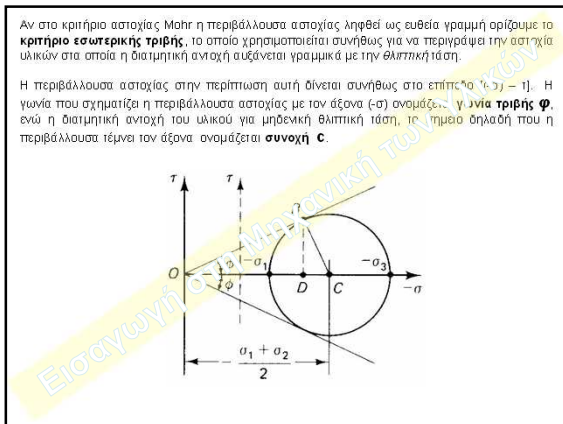 Αν στο κριτήριο αστοχίας Mohr η περιβάλλουσα αστοχίας ληφθεί ως ευθεία γραμμή ορίζουμε το
κριτήριο εσωτερικής τριβής, το οποίο χρησιμοποιείται συνήθως για να περιγράψει την αστοχία
υλικών στα οποία η διατμητική αντοχή αυξάνεται γραμμικά με την θλιπτική τάση.
Η περιβάλλουσα αστοχίας στην περίπτωση αυτή δίνεται συνήθως στο επίπεδο [(-σ) – τ]. Η
γωνία που σχηματίζει η περιβάλλουσα αστοχίας με τον άξονα (-σ) ονομάζεται γωνία τριβής φ,
ενώ η διατμητική αντοχή του υλικού για μηδενική θλιπτική τάση, το σημείο δηλαδή που η
περιβάλλουσα τέμνει τον άξονα ονομάζεται συνοχή c.
τ τ
O ϕ ϕ -σ1 D C -σ3 -σ
σ1 + σ2
2
Εισαγωγή στη Μηχανική των Υλικών